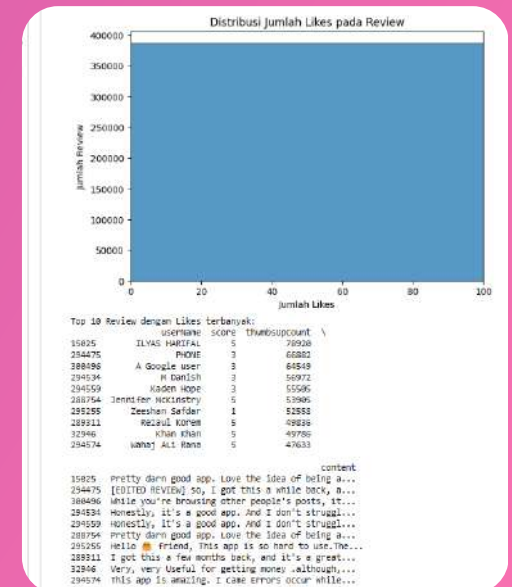 Distribusi Jumlah Likes pada Review
400000
350000
300000
250000
200000
150000
100000
50000
0
Jumlah Review
0 20 40 60 80 100
Jumlah Likes
Top 10 Review dengan Likes terbanyak:
userName score thumbsupcount \
15025 ILYAS HARIFAL 5 78920
294475 PHONE 3 66882
300496 A Google user 3 64549
294534 M Danish 3 56972
294559 Kaden Hope 3 55505
288754 Jennifer McKinstry 5 53905
295255 Zeeshan Safdar 1 52558
289311 Rezaul Korem 5 49836
32946 Khan Khan 5 49786
294574 Wahaj ALi Rana 5 47633
content
15025 Pretty darn good app. Love the idea of being a...
294475 [EDITED REVIEW] So, I got this a while back, a...
300496 While you're browsing other people's posts, it...
294534 Honestly, it's a good app. And I don't struggl...
294559 Honestly, it's a good app. And I don't struggl...
288754 Pretty darn good app. Love the idea of being a...
295255 Hello 🤗 Friend, This app is so hard to use.The...
289311 I got this a few months back, and it's a great...
32946 Very, very Useful for getting money .although,...
294574 This app is amazing. I came Errors occur while...